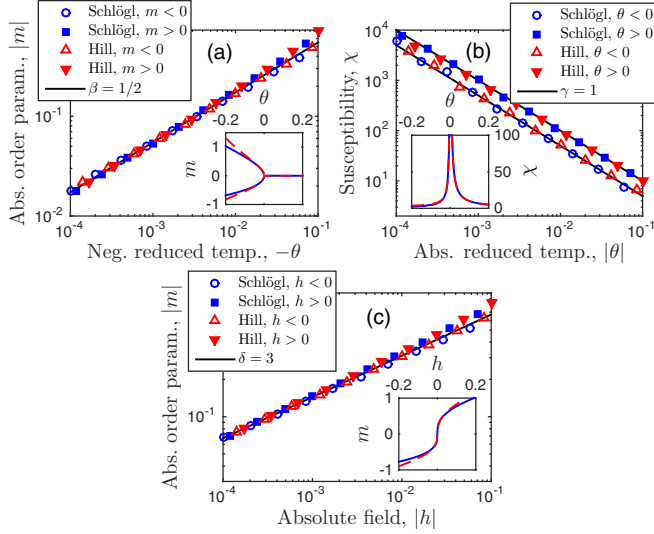 Schlögl, m < 0
Schlögl, m > 0
Hill, m < 0
Hill, m > 0
β = 1/2
(a)
Abs. order param., |m|
10^-1
10^-2
10^-4
10^-3
10^-2
10^-1
Neg. reduced temp., −θ
θ
-0.2
0
0.2
m
1
0
-1
Schlögl, θ < 0
Schlögl, θ > 0
Hill, θ < 0
Hill, θ > 0
γ = 1
(b)
Susceptibility, χ
10^4
10^3
10^2
10^1
10^-4
10^-3
10^-2
10^-1
Abs. reduced temp., |θ|
θ
-0.2
0
0.2
χ
100
50
0
Schlögl, h < 0
Schlögl, h > 0
Hill, h < 0
Hill, h > 0
δ = 3
(c)
Abs. order param., |m|
10^-1
10^-4
10^-3
10^-2
10^-1
Absolute field, |h|
h
-0.2
0
0.2
m
1
0
-1